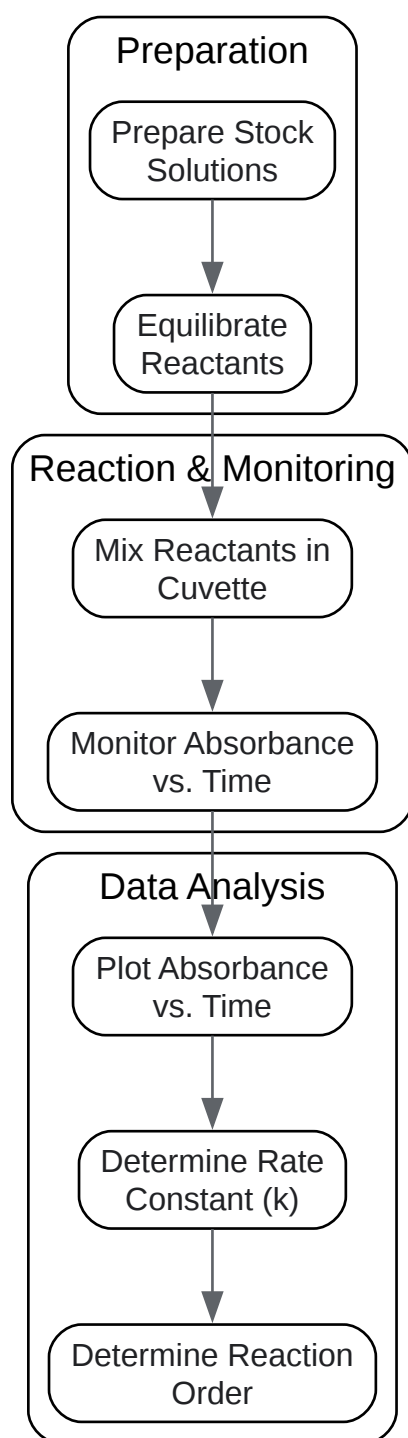 Preparation
Prepare Stock
Solutions
Equilibrate
Reactants
Reaction & Monitoring
Mix Reactants in
Cuvette
Monitor Absorbance
vs. Time
Data Analysis
Plot Absorbance
vs. Time
Determine Rate
Constant (k)
Determine Reaction
Order